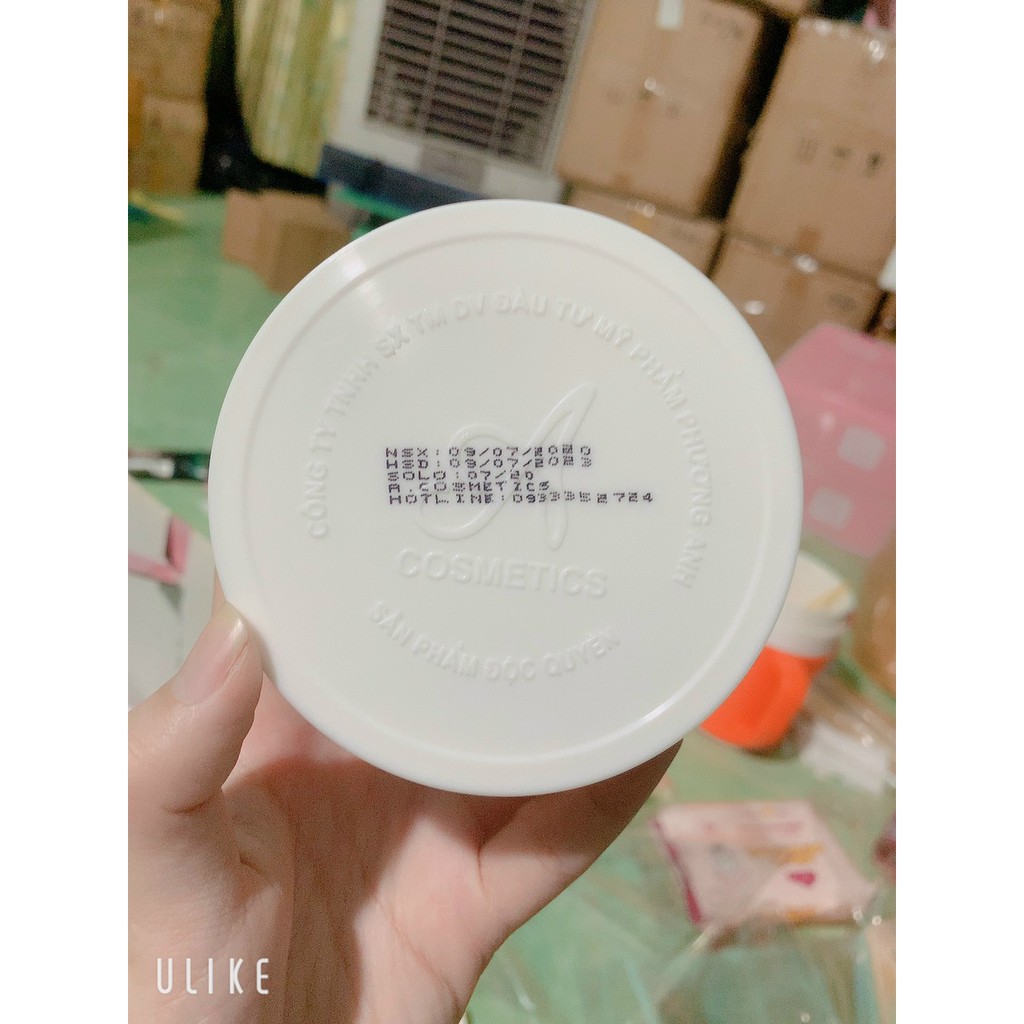 CÔNG TY TNHH SX TM DV ĐẦU TƯ MỸ PHẨM PHƯƠNG ANH
NSX:09/07/2020
HSD:09/07/2023
SOLO:07/20
A.COSMETICS
HOTLINE:0933352724
A
COSMETICS
SẢN PHẨM ĐỘC QUYỀN
ULIKE